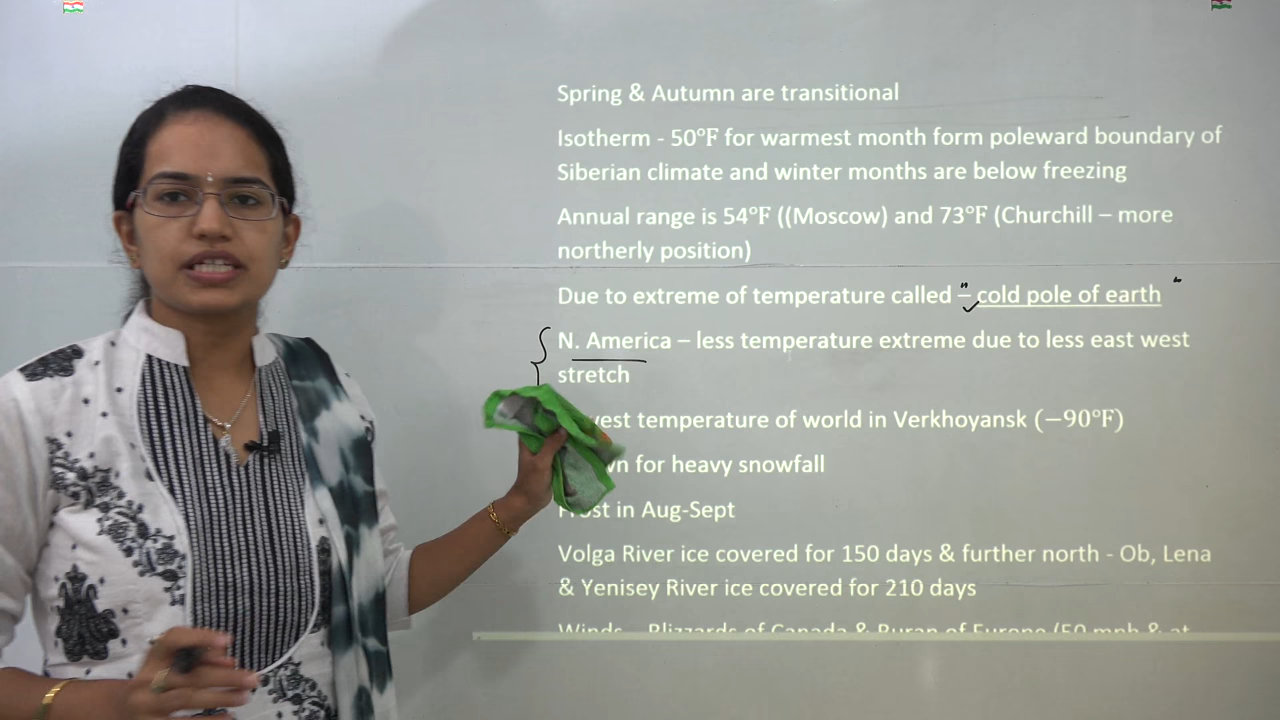 Spring & Autumn are transitional
Isotherm - 50°F for warmest month form poleward boundary of
Siberian climate and winter months are below freezing
Annual range is 54°F ((Moscow) and 73°F (Churchill – more
northerly position)
Due to extreme of temperature called – cold pole of earth
N. America – less temperature extreme due to less east west
stretch
temperature of world in Verkhoyansk (−90°F)
for heavy snowfall
Frost in Aug-Sept
Volga River ice covered for 150 days & further north - Ob, Lena
& Yenisey River ice covered for 210 days
Winds – Blizzards of Canada & Buran of Europe (50 mph & at